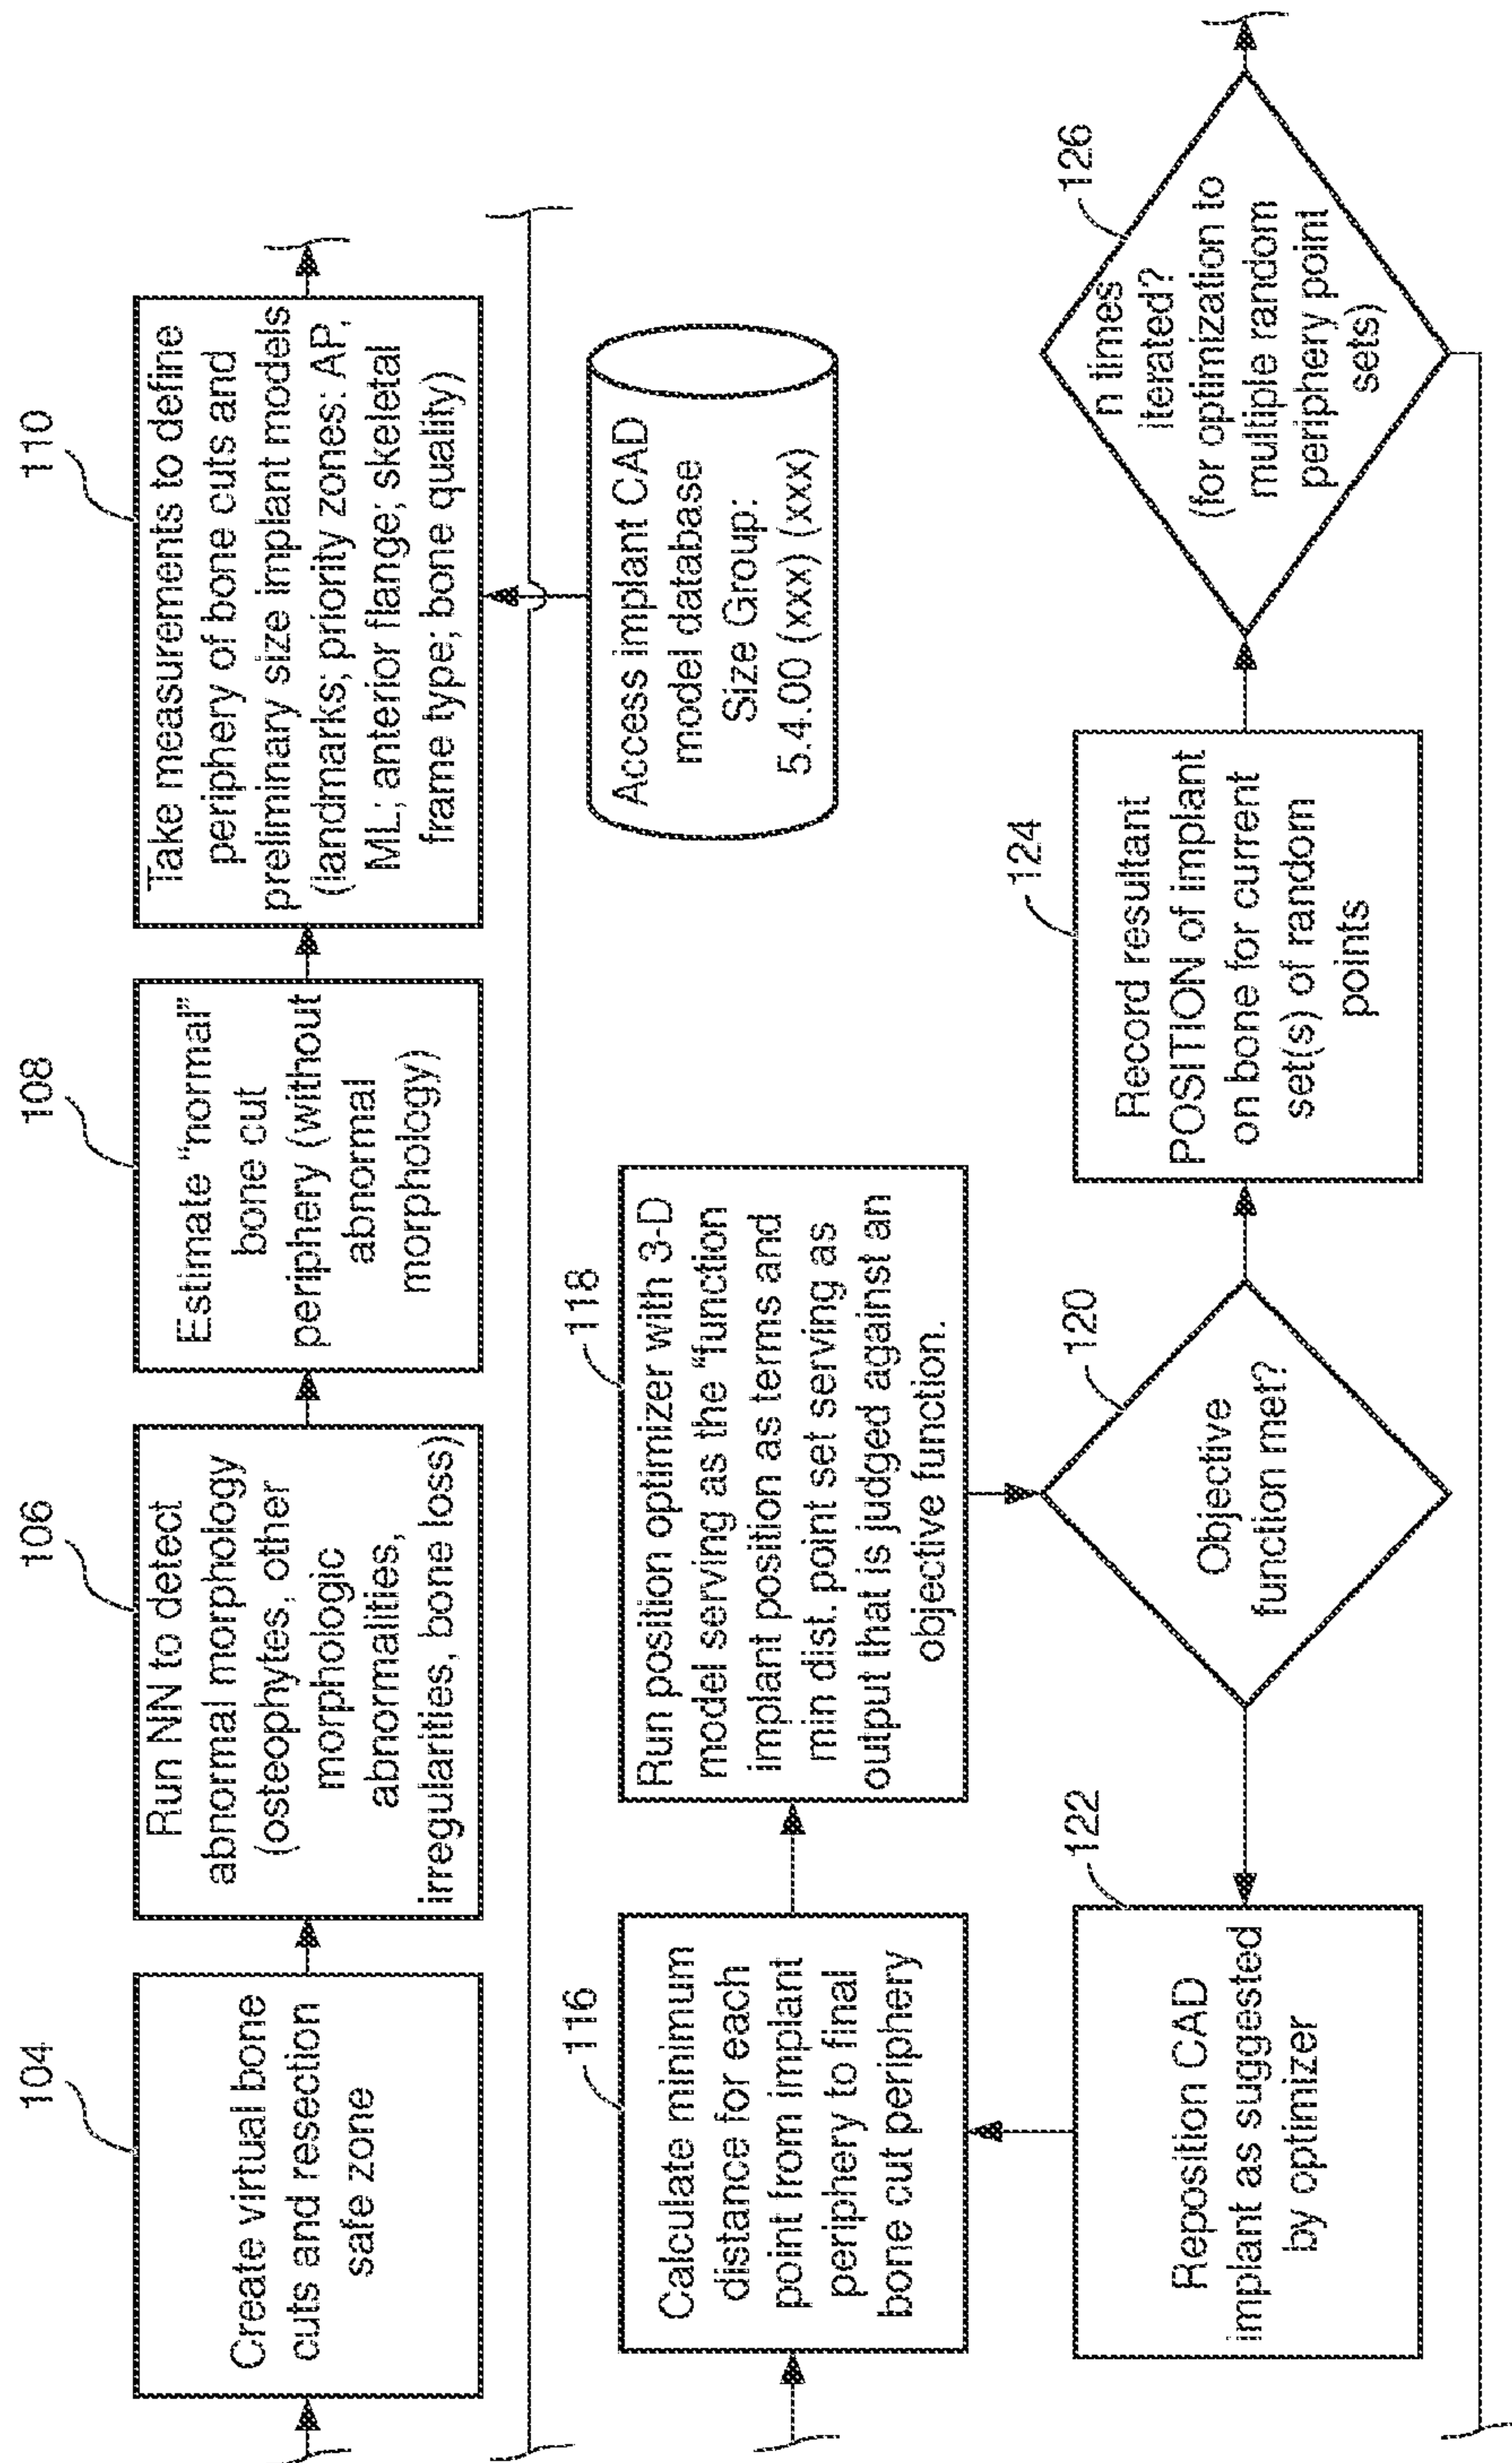 104
Create virtual bone
cuts and resection
safe zone
106
Run NN to detect
abnormal morphology
(osteophytes, other
morphologic
abnormalities,
irregularities, bone loss)
108
Estimate “normal”
bone cut
periphery (without
abnormal
morphology)
110
Take measurements to define
periphery of bone cuts and
preliminary size implant models
(landmarks; priority zones: AP,
ML; anterior flange; skeletal
frame type; bone quality)
Access implant CAD
model database
Size Group:
5.4.00 (xxx) (xxx)
116
Calculate minimum
distance for each
point from implant
periphery to final
bone cut periphery
118
Run position optimizer with 3-D
model serving as the “function
implant position as terms and
min dist. point set serving as
output that is judged against an
objective function.
122
Reposition CAD
implant as suggested
by optimizer
120
Objective
function met?
124
Record resultant
POSITION of implant
on bone for current
set(s) of random
points
126
n times
iterated?
(for optimization to
multiple random
periphery point
sets)